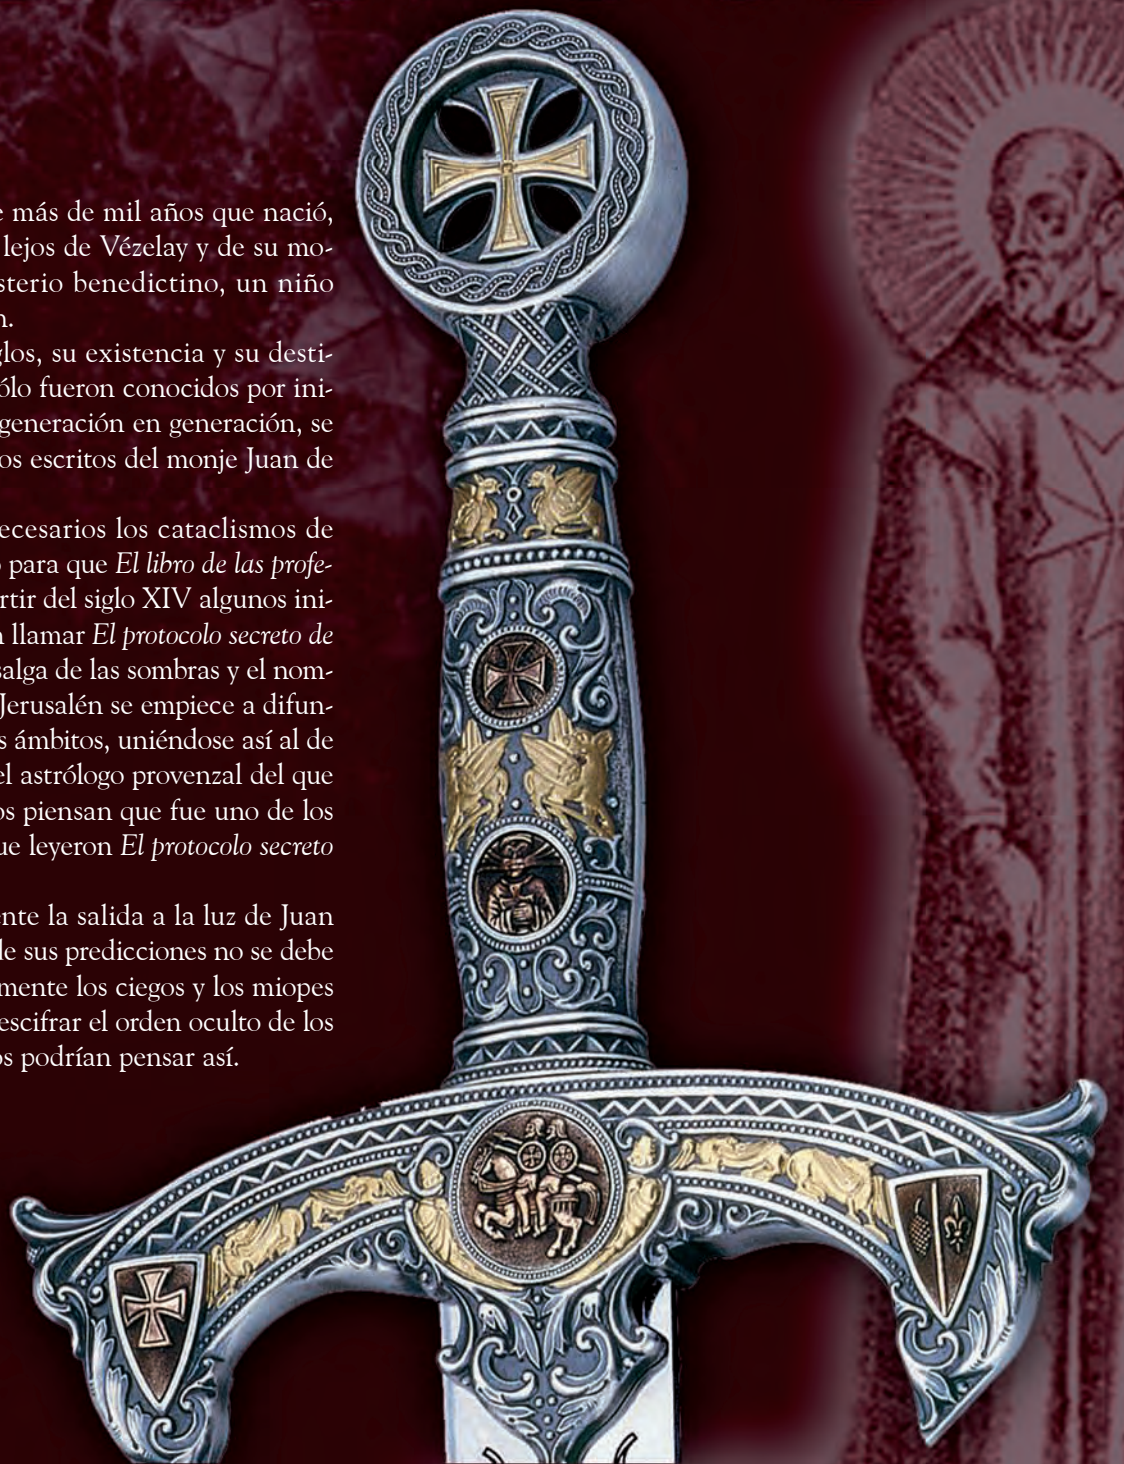 más de mil años que nació,
lejos de Vézelay y de su mo-
sterio benedictino, un niño
n.
glos, su existencia y su desti-
ólo fueron conocidos por ini-
generación en generación, se
os escritos del monje Juan de
ecesarios los cataclismos de
para que El libro de las profe-
rtir del siglo XIV algunos ini-
n llamar El protocolo secreto de
salga de las sombras y el nom-
Jerusalén se empiece a difun-
s ámbitos, uniéndose así al de
el astrólogo provenzal del que
os piensan que fue uno de los
ue leyeron El protocolo secreto
ente la salida a la luz de Juan
de sus predicciones no se debe
mente los ciegos y los miopes
escifrar el orden oculto de los
os podrían pensar así.